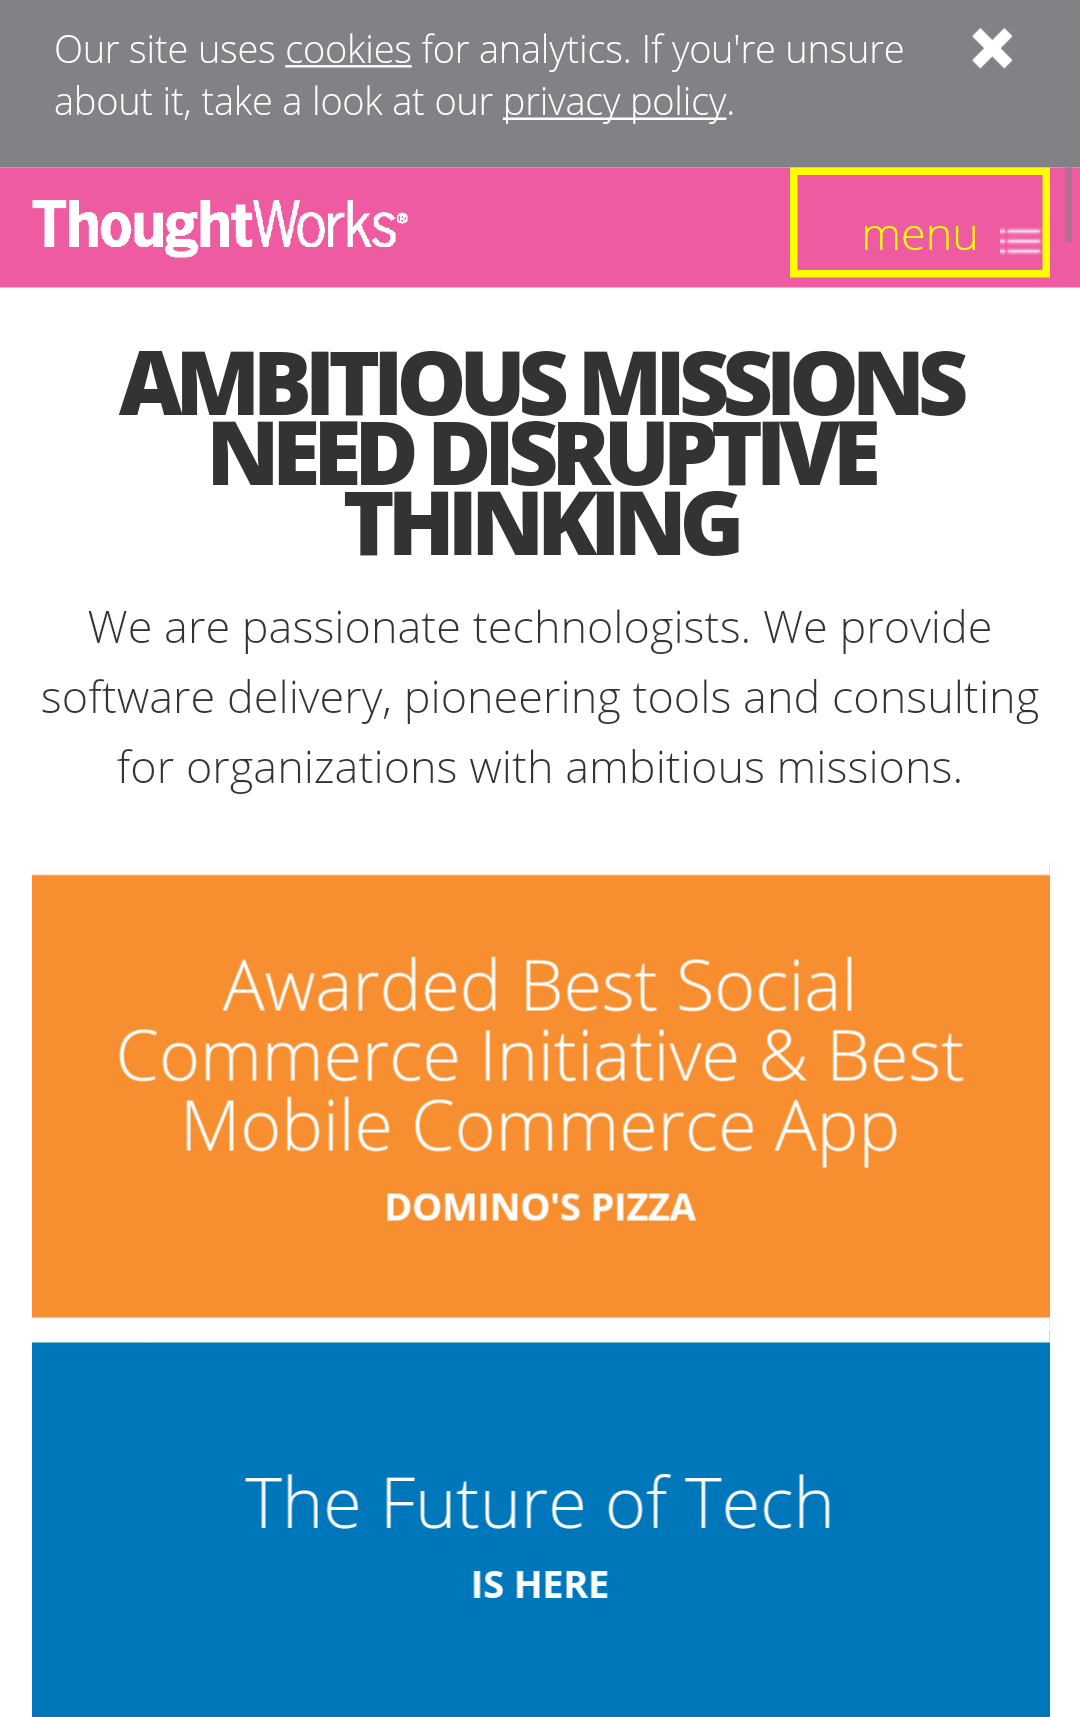 Our site uses cookies for analytics. If you're unsure
about it, take a look at our privacy policy.
ThoughtWorks®
menu
AMBITIOUS MISSIONS
NEED DISRUPTIVE
THINKING
We are passionate technologists. We provide
software delivery, pioneering tools and consulting
for organizations with ambitious missions.
Awarded Best Social
Commerce Initiative & Best
Mobile Commerce App
DOMINO'S PIZZA
The Future of Tech
IS HERE